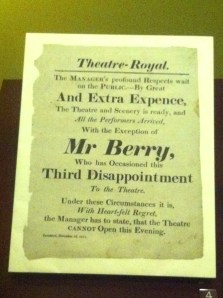 Theatre-Royal.
The MANAGER's profound Respects wait
on the PUBLIC.—By Great
And Extra Expence,
The Theatre and Scenery is ready, and
All the Performers Arrived,
With the Exception of
Mr Berry,
Who has Occasioned this
Third Disappointment
To the Theatre.
Under these Circumstances it is,
With Heart-felt Regret,
the Manager has to state, that the Theatre
CANNOT Open this Evening.